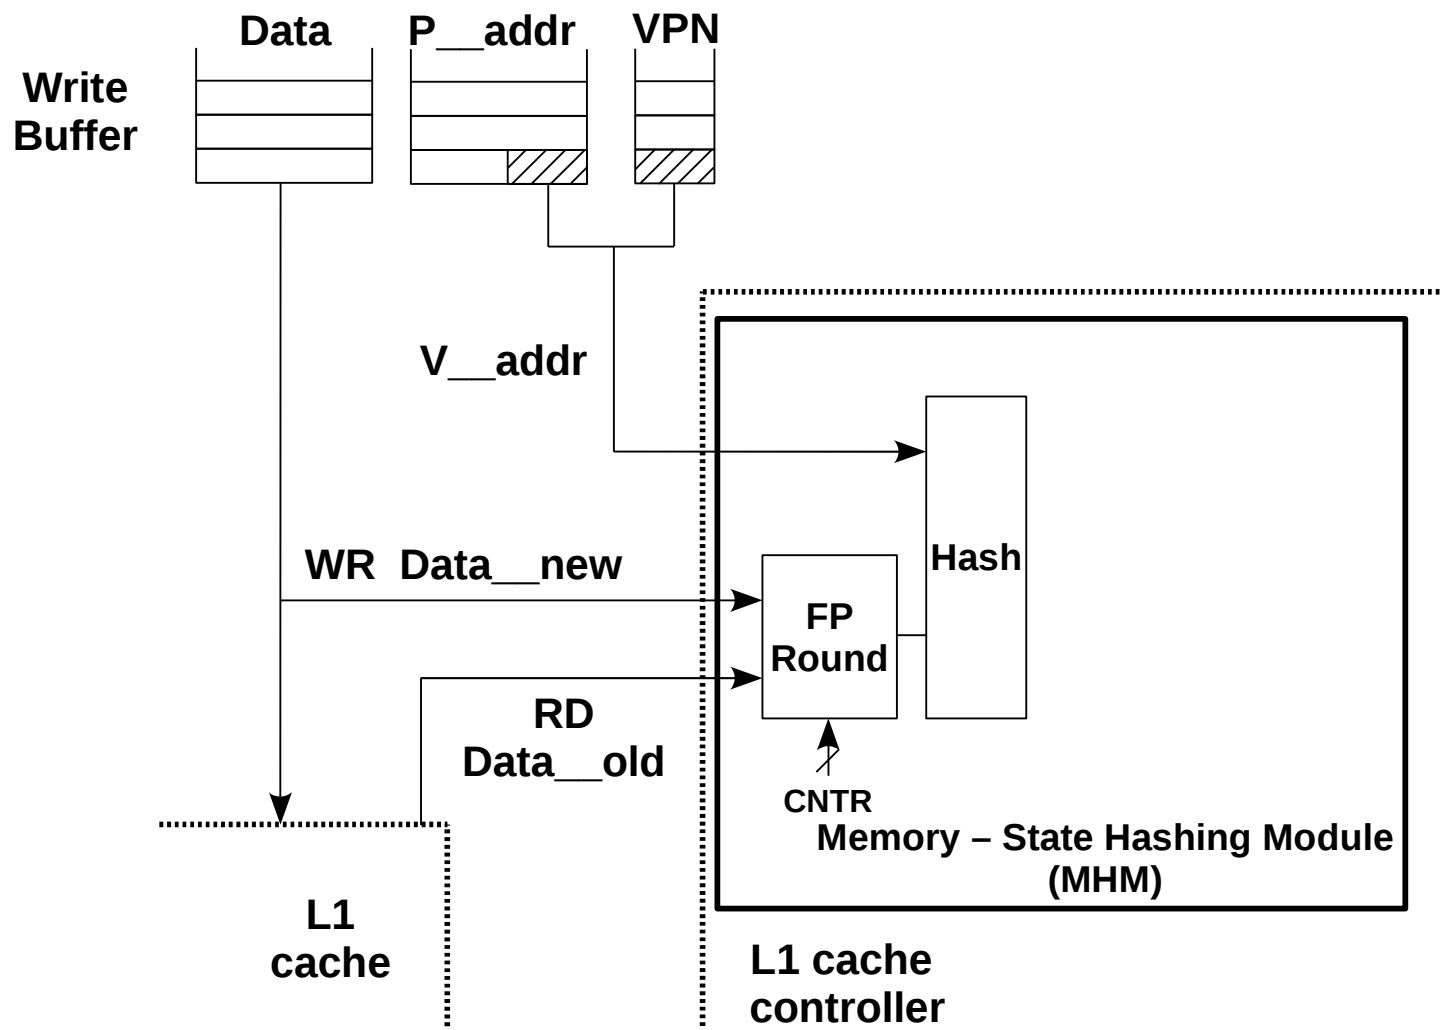 Data
P__addr
VPN
Write
Buffer
V__addr
Hash
WR Data__new
FP
Round
RD
Data__old
CNTR
Memory – State Hashing Module
(MHM)
L1
cache
L1 cache
controller